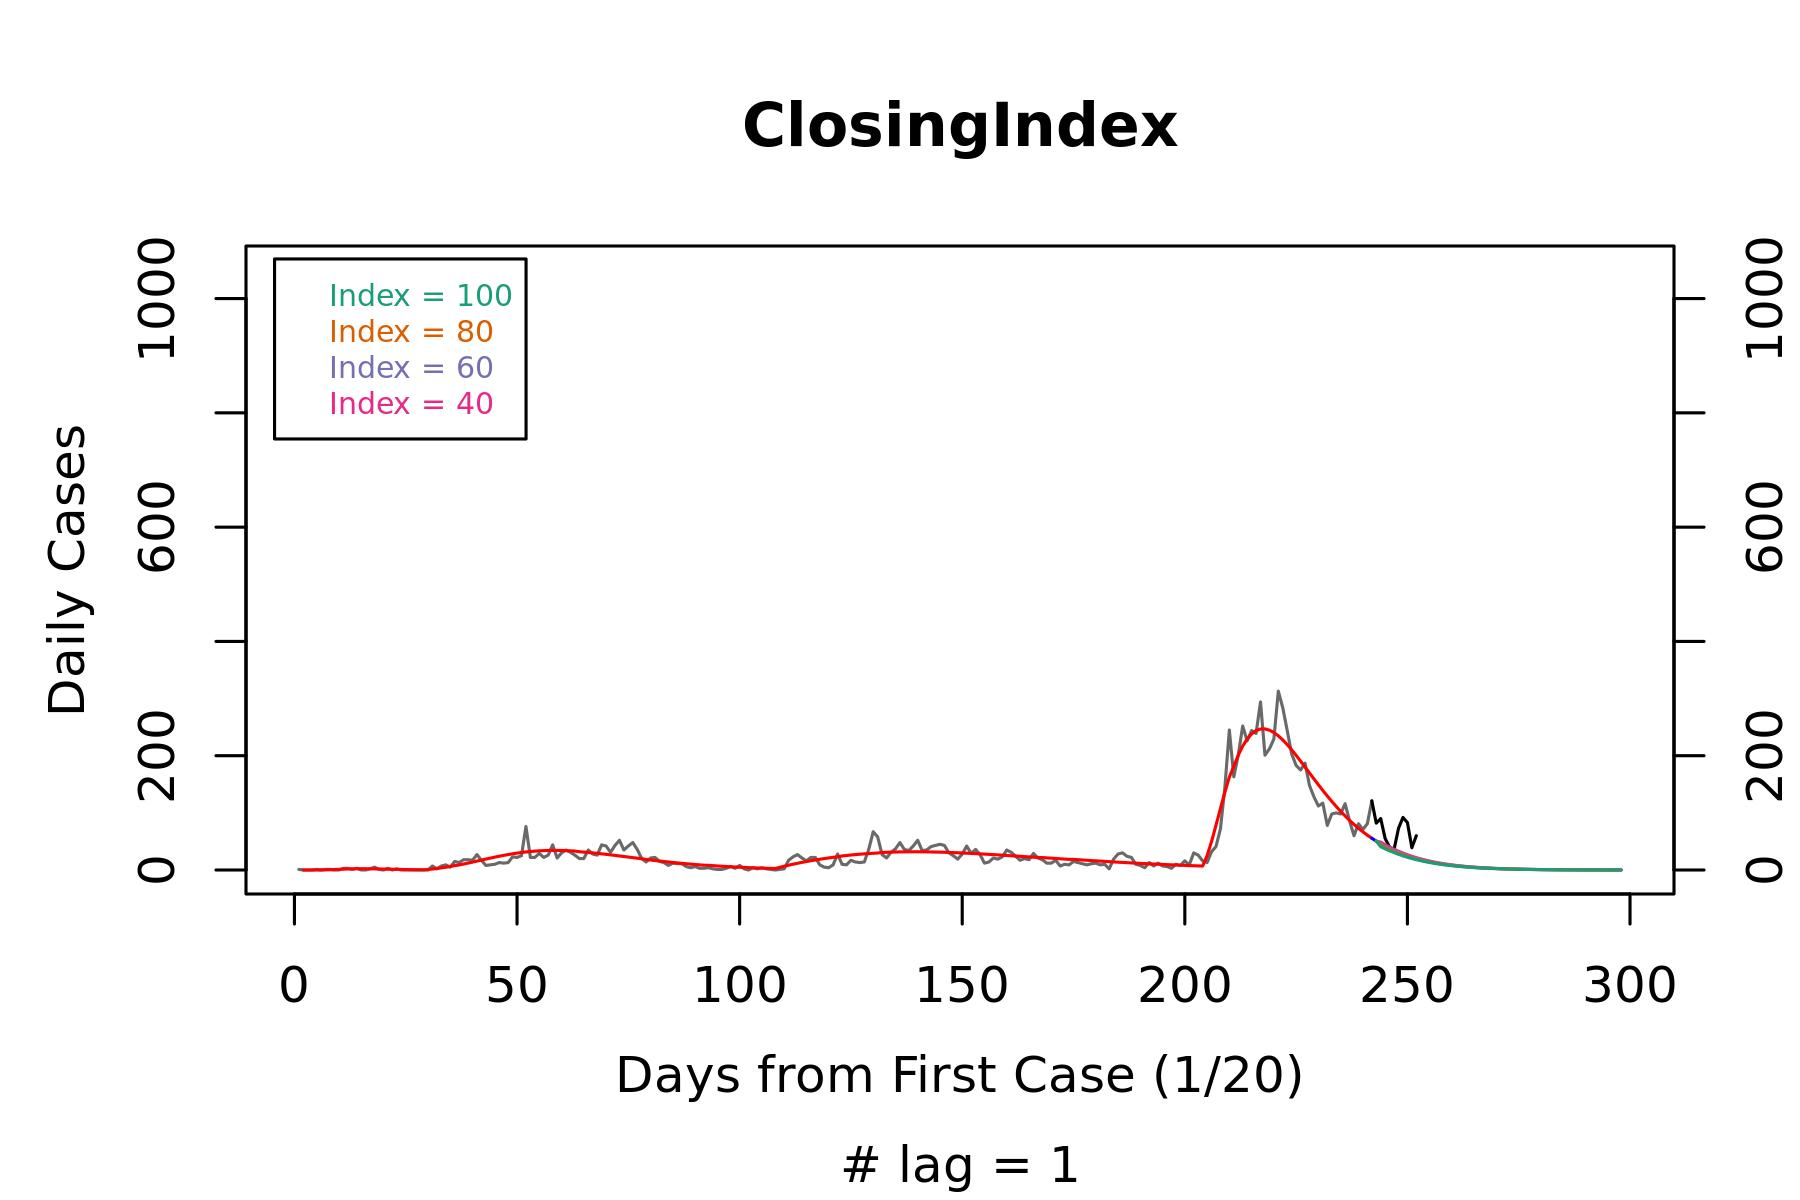 ClosingIndex
Index = 100
Index = 80
Index = 60
Index = 40
Daily Cases
0 200 600 1000
0 200 600 1000
0 50 100 150 200 250 300
Days from First Case (1/20)
# lag = 1